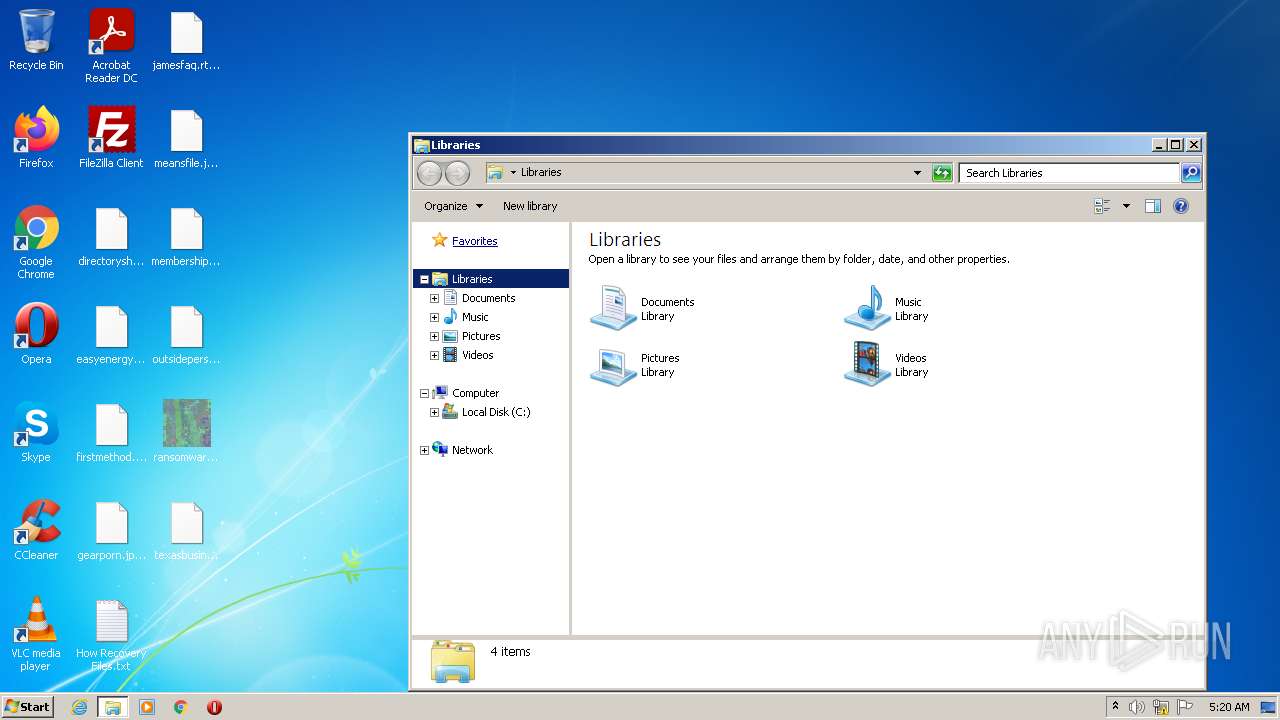 Recycle Bin
Acrobat
Reader DC
jamesfaq.rt...
Firefox
FileZilla Client
meansfile.j...
Google
Chrome
directorysh...
membership...
Opera
easyenergy...
outsidepers...
Skype
firstmethod....
ransomwar...
CCleaner
gearporn.jp...
texasbusin...
VLC media
player
How Recovery
Files.txt
Libraries
Libraries
Search Libraries
Organize
New library
Favorites
Libraries
Documents
Music
Pictures
Videos
Computer
Local Disk (C:)
Network
Libraries
Open a library to see your files and arrange them by folder, date, and other properties.
Documents
Library
Music
Library
Pictures
Library
Videos
Library
4 items
ANY RUN
Start
5:20 AM